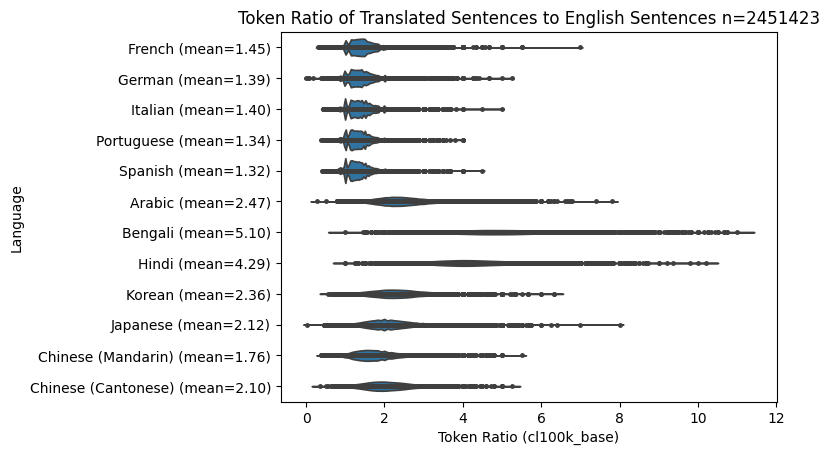 Token Ratio of Translated Sentences to English Sentences n=2451423
French (mean=1.45)
German (mean=1.39)
Italian (mean=1.40)
Portuguese (mean=1.34)
Spanish (mean=1.32)
Arabic (mean=2.47)
Bengali (mean=5.10)
Hindi (mean=4.29)
Korean (mean=2.36)
Japanese (mean=2.12)
Chinese (Mandarin) (mean=1.76)
Chinese (Cantonese) (mean=2.10)
Language
0 2 4 6 8 10 12
Token Ratio (cl100k_base)